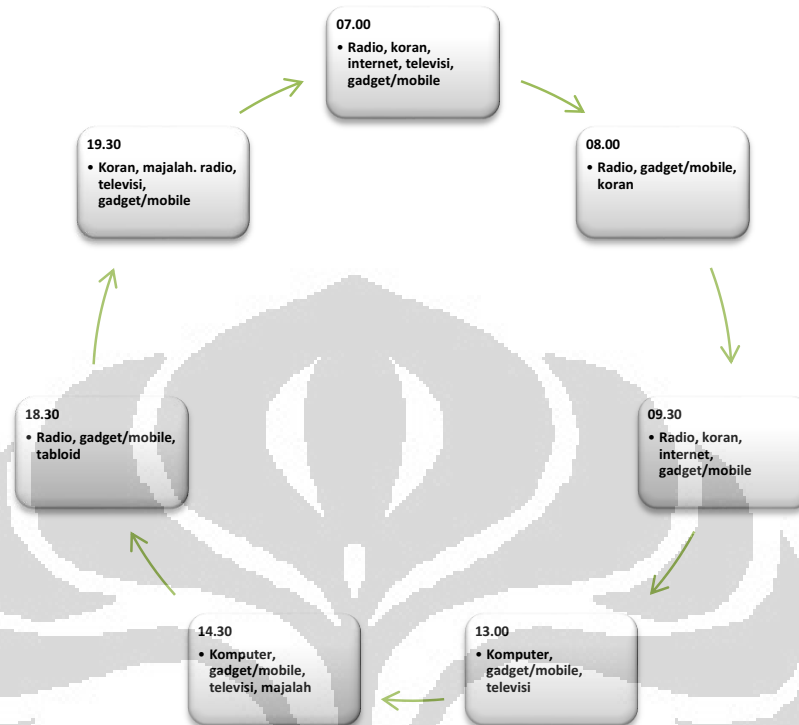 07.00
• Radio, koran,
internet, televisi,
gadget/mobile
08.00
• Radio, gadget/mobile,
koran
09.30
• Radio, koran,
internet,
gadget/mobile
13.00
• Komputer,
gadget/mobile,
televisi
14.30
• Komputer,
gadget/mobile,
televisi, majalah
18.30
• Radio, gadget/mobile,
tabloid
19.30
• Koran, majalah. radio,
televisi,
gadget/mobile